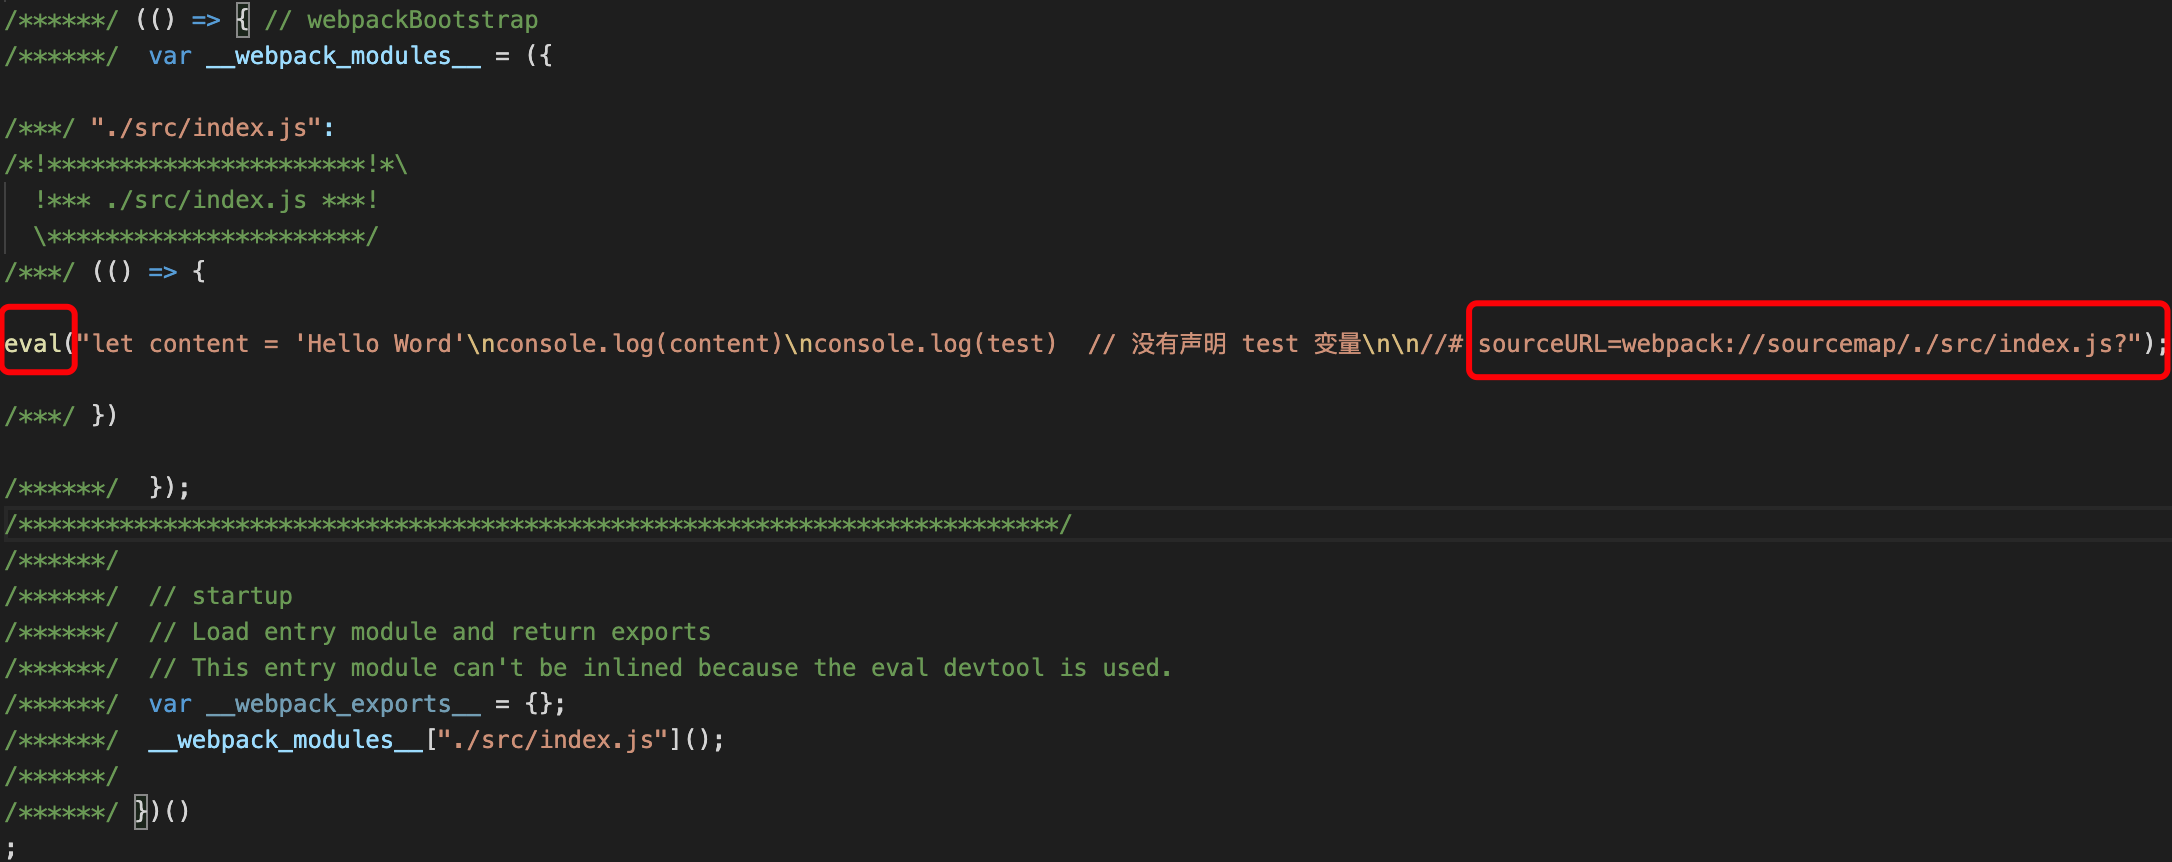 /******/ (() => { // webpackBootstrap
/******/  var __webpack_modules__ = ({
/***/ "./src/index.js":
/*!**********************!*\
  !*** ./src/index.js ***!
  \**********************/
/***/ (() => {
eval("let content = 'Hello Word'\nconsole.log(content)\nconsole.log(test)  // 没有声明 test 变量\n\n//# sourceURL=webpack://sourcemap/./src/index.js?");
/***/ })
/******/  });
/************************************************************************/
/******/
/******/  // startup
/******/  // Load entry module and return exports
/******/  // This entry module can't be inlined because the eval devtool is used.
/******/  var __webpack_exports__ = {};
/******/  __webpack_modules__["./src/index.js"]();
/******/
/******/ })()
;